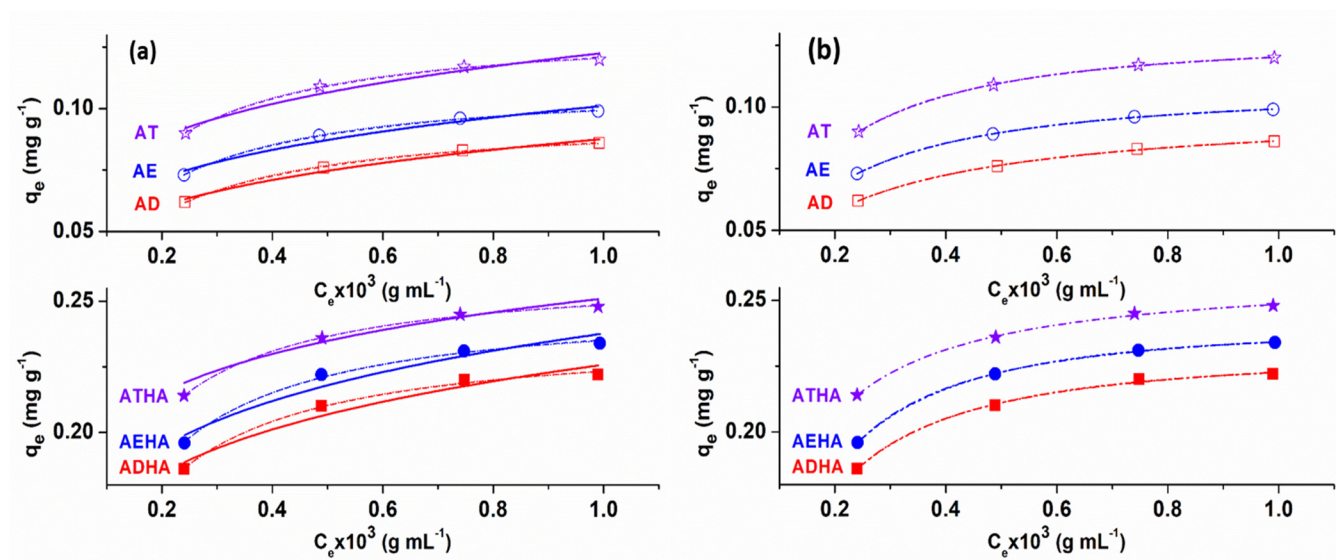 (a)
0.10
0.05
qₑ (mg g⁻¹)
AT
AE
AD
0.2 0.4 0.6 0.8 1.0
Cₑx10³ (g mL⁻¹)
0.25
0.20
qₑ (mg g⁻¹)
ATHA
AEHA
ADHA
0.2 0.4 0.6 0.8 1.0
Cₑx10³ (g mL⁻¹)
(b)
0.10
0.05
qₑ (mg g⁻¹)
AT
AE
AD
0.2 0.4 0.6 0.8 1.0
Cₑx10³ (g mL⁻¹)
0.25
0.20
qₑ (mg g⁻¹)
ATHA
AEHA
ADHA
0.2 0.4 0.6 0.8 1.0
Cₑx10³ (g mL⁻¹)